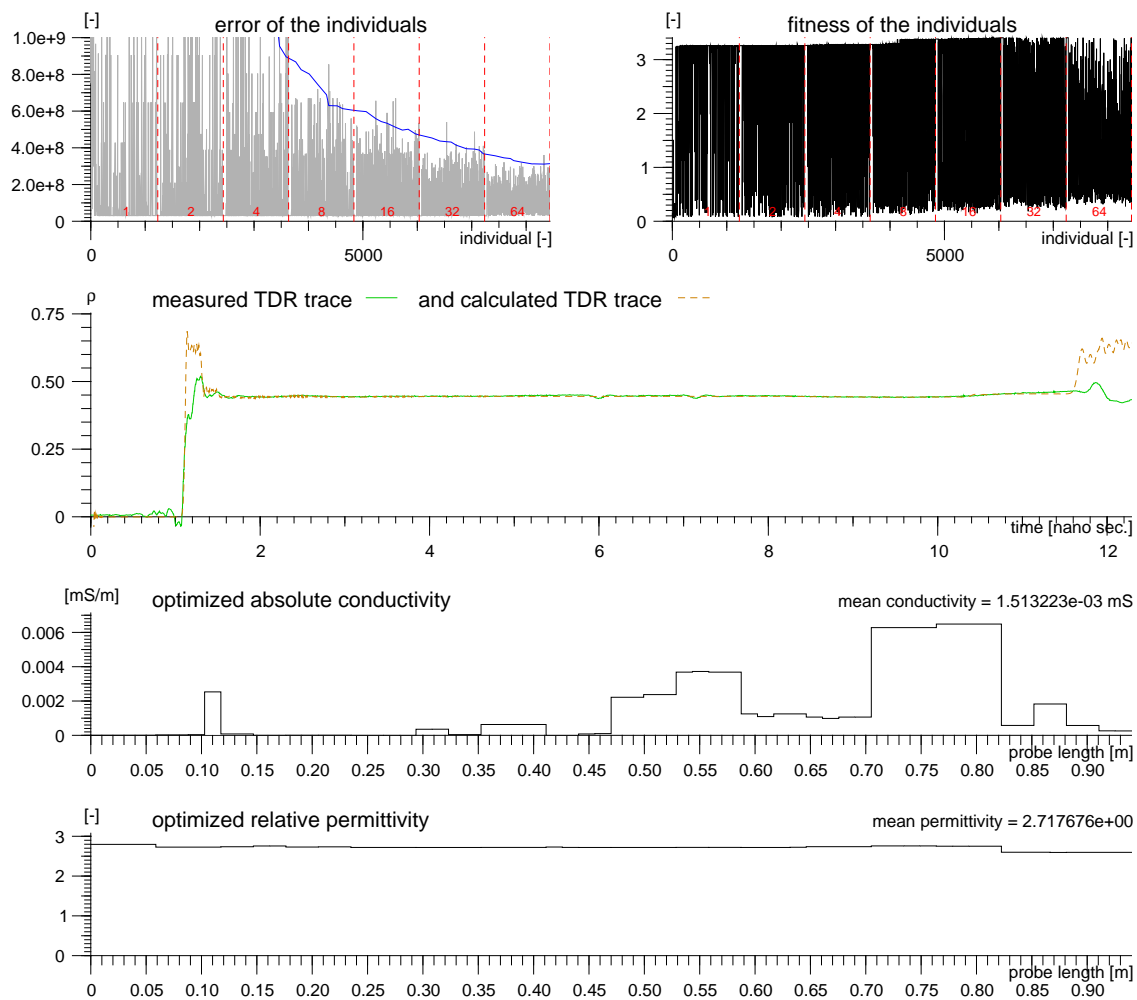 [-] error of the individuals
1.0e+9
8.0e+8
6.0e+8
4.0e+8
2.0e+8
0
1 2 4 8 16 32 64
individual [-]
0 5000
[-] fitness of the individuals
3
2
1
0
1 2 4 8 16 32 64
individual [-]
0 5000
ρ measured TDR trace and calculated TDR trace
0.75
0.50
0.25
0
time [nano sec.]
0 2 4 6 8 10 12
[mS/m] optimized absolute conductivity mean conductivity = 1.513223e-03 mS
0.006
0.004
0.002
0
probe length [m]
0 0.05 0.10 0.15 0.20 0.25 0.30 0.35 0.40 0.45 0.50 0.55 0.60 0.65 0.70 0.75 0.80 0.85 0.90
[-] optimized relative permittivity mean permittivity = 2.717676e+00
3
2
1
0
probe length [m]
0 0.05 0.10 0.15 0.20 0.25 0.30 0.35 0.40 0.45 0.50 0.55 0.60 0.65 0.70 0.75 0.80 0.85 0.90